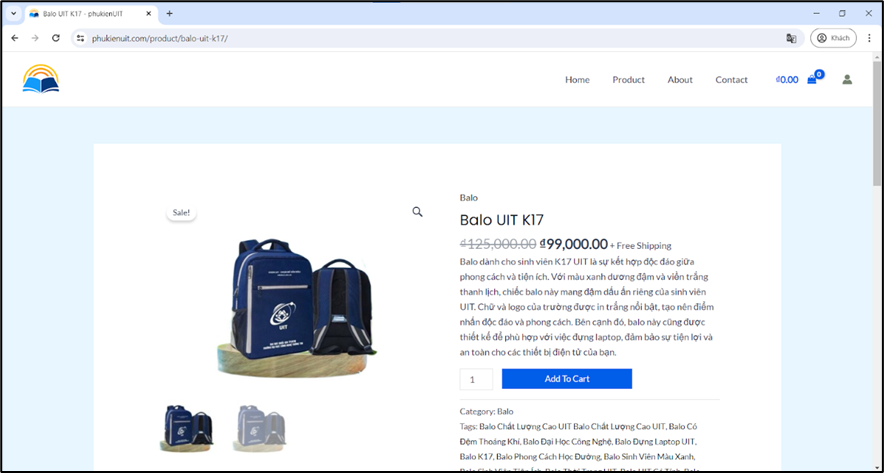 Balo UIT K17 - phukienUIT
phukienuit.com/product/balo-uit-k17/
Khách
Home Product About Contact ₫0.00 0
Sale!
UIT
Balo
Balo UIT K17
₫125,000.00 ₫99,000.00 + Free Shipping
Balo dành cho sinh viên K17 UIT là sự kết hợp độc đáo giữa
phong cách và tiện ích. Với màu xanh dương đậm và viền trắng
thanh lịch, chiếc balo này mang đậm dấu ấn riêng của sinh viên
UIT. Chữ và logo của trường được in trắng nổi bật, tạo nên điểm
nhấn độc đáo và phong cách. Bên cạnh đó, balo này cũng được
thiết kế để phù hợp với việc đựng laptop, đảm bảo sự tiện lợi và
an toàn cho các thiết bị điện tử của bạn.
1 Add To Cart
Category: Balo
Tags: Balo Chất Lượng Cao UIT Balo Chất Lượng Cao UIT, Balo Có
Đệm Thoáng Khí, Balo Đại Học Công Nghệ, Balo Đựng Laptop UIT,
Balo K17, Balo Phong Cách Học Đường, Balo Sinh Viên Màu Xanh,